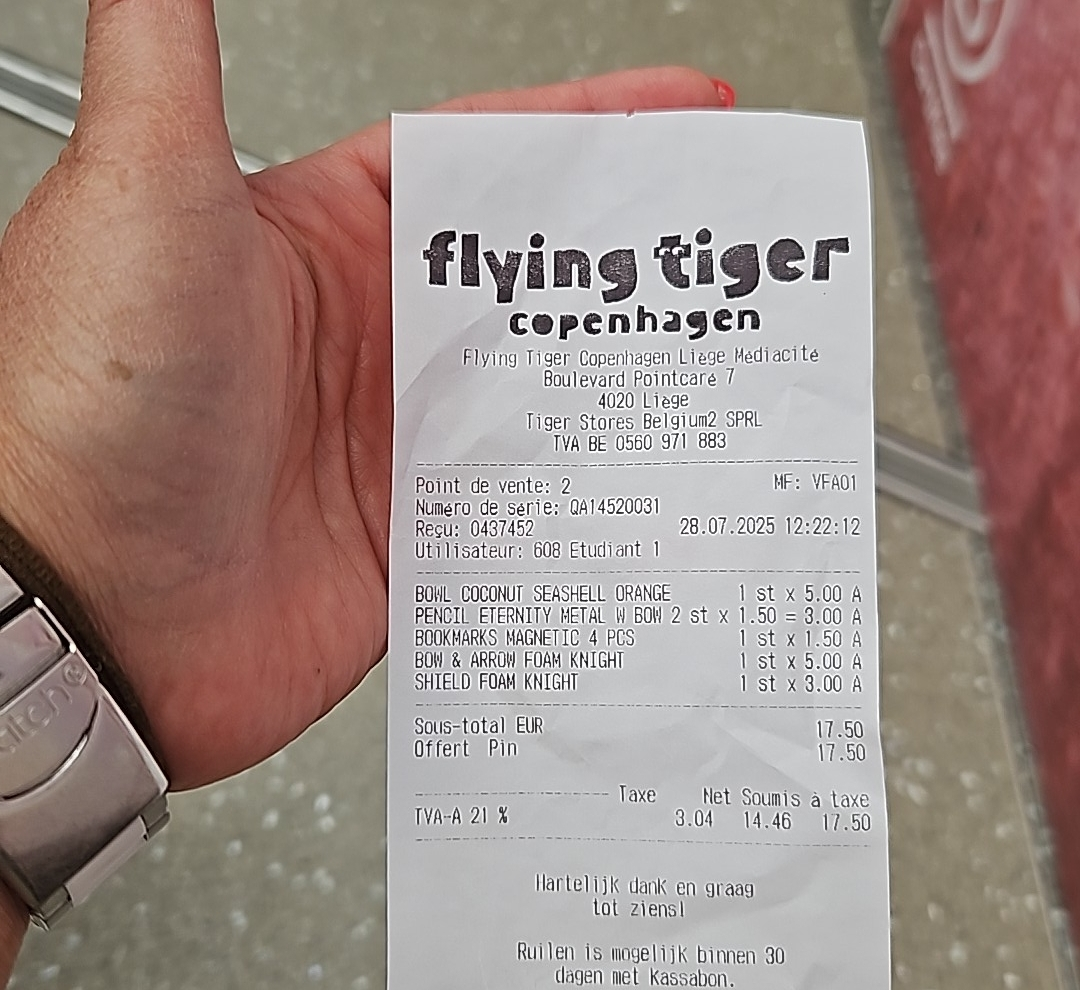 flying tiger
copenhagen
Flying Tiger Copenhagen Liège Médiacité
Boulevard Pointcaré 7
4020 Liège
Tiger Stores Belgium2 SPRL
TVA BE 0560 971 883
Point de vente: 2 MF: VFA01
Numéro de série: QA14520031
Reçu: 0437452 28.07.2025 12:22:12
Utilisateur: 608 Etudiant 1
BOWL COCONUT SEASHELL ORANGE 1 st x 5.00 A
PENCIL ETERNITY METAL W BOW 2 st x 1.50 = 3.00 A
BOOKMARKS MAGNETIC 4 PCS 1 st x 1.50 A
BOW & ARROW FOAM KNIGHT 1 st x 5.00 A
SHIELD FOAM KNIGHT 1 st x 3.00 A
Sous-total EUR 17.50
Offert Pin 17.50
Taxe Net Soumis à taxe
TVA-A 21 % 3.04 14.46 17.50
Hartelijk dank en graag
tot ziens!
Ruilen is mogelijk binnen 30
dagen met kassabon.